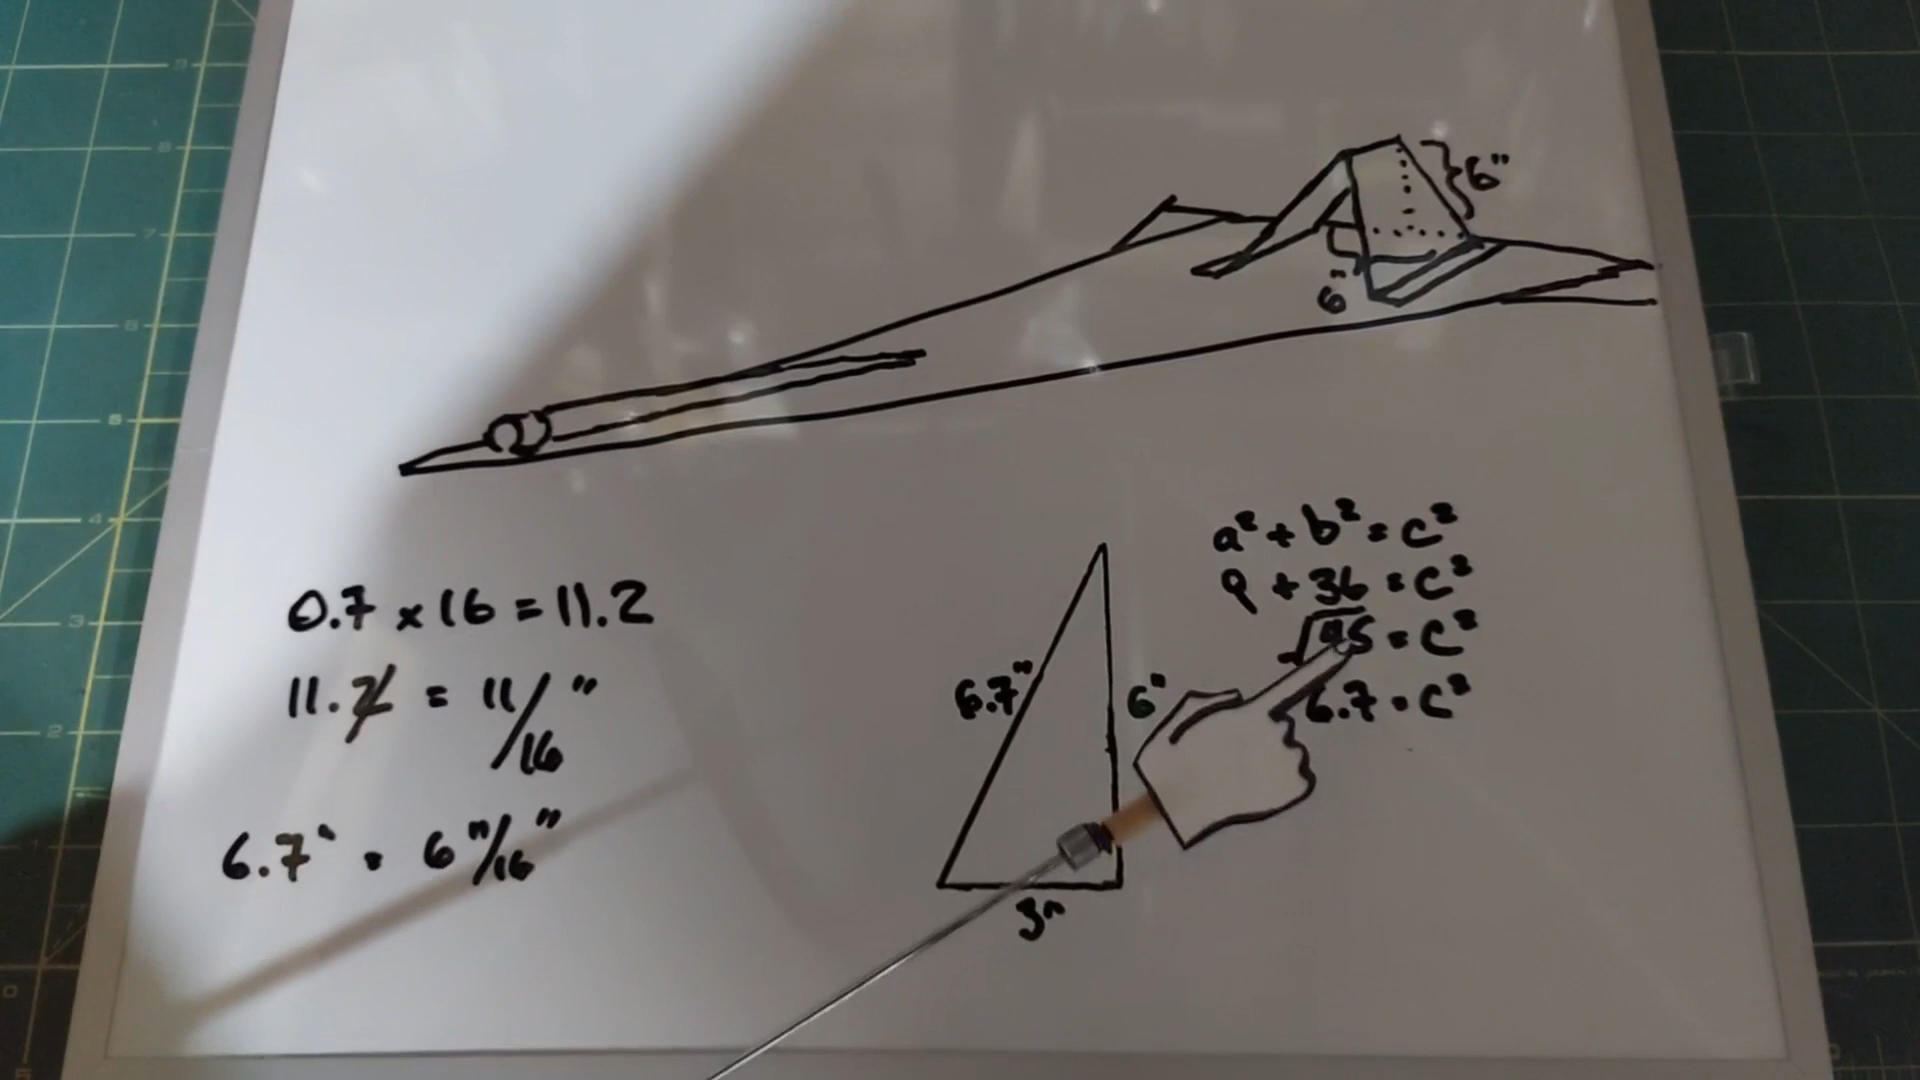 6"
6"
a² + b² = c²
9 + 36 = c²
√45 = c²
6.7 = c²
0.7 x 16 = 11.2
11.2 = 11/16"
6.7" = 6 11/16"
6.7"
6"
3"